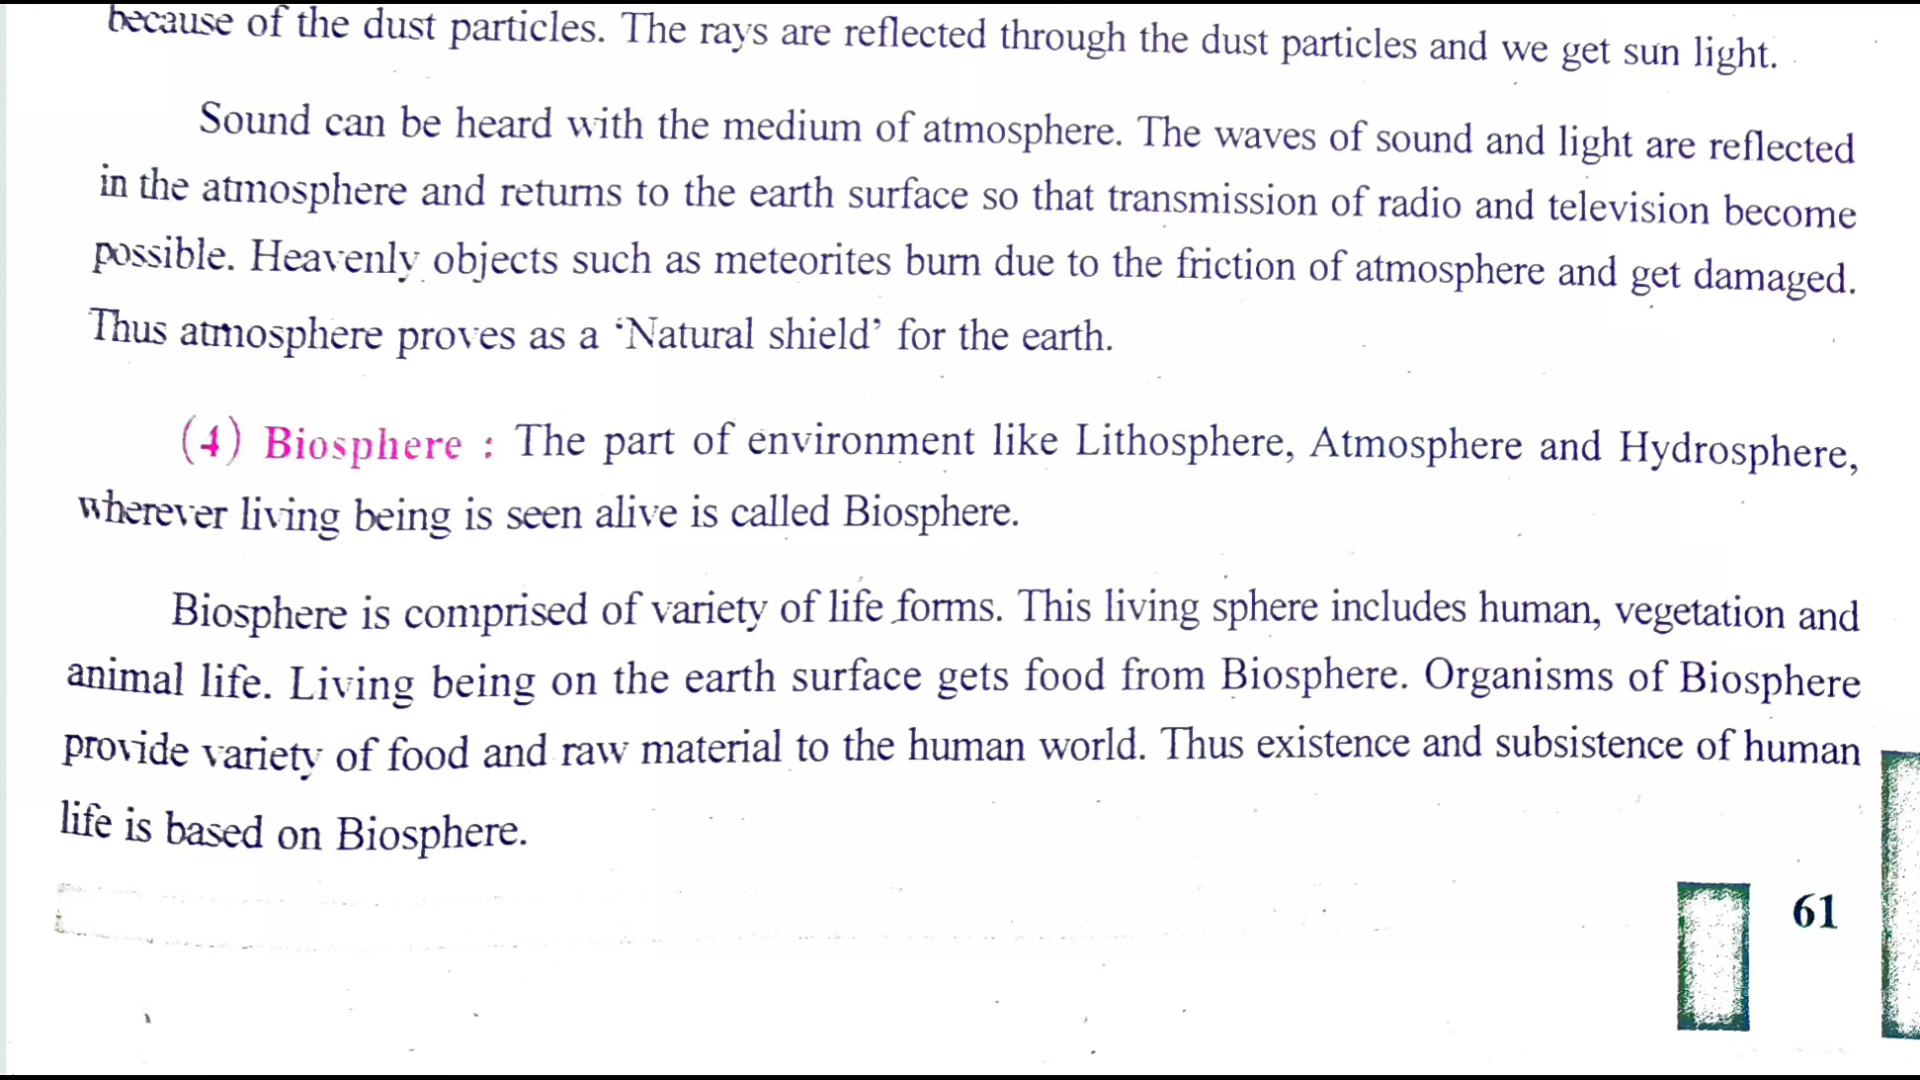 because of the dust particles. The rays are reflected through the dust particles and we get sun light.
Sound can be heard with the medium of atmosphere. The waves of sound and light are reflected
in the atmosphere and returns to the earth surface so that transmission of radio and television become
possible. Heavenly objects such as meteorites burn due to the friction of atmosphere and get damaged.
Thus atmosphere proves as a ‘Natural shield’ for the earth.
(4) Biosphere : The part of environment like Lithosphere, Atmosphere and Hydrosphere,
wherever living being is seen alive is called Biosphere.
Biosphere is comprised of variety of life forms. This living sphere includes human, vegetation and
animal life. Living being on the earth surface gets food from Biosphere. Organisms of Biosphere
provide variety of food and raw material to the human world. Thus existence and subsistence of human
life is based on Biosphere.
61